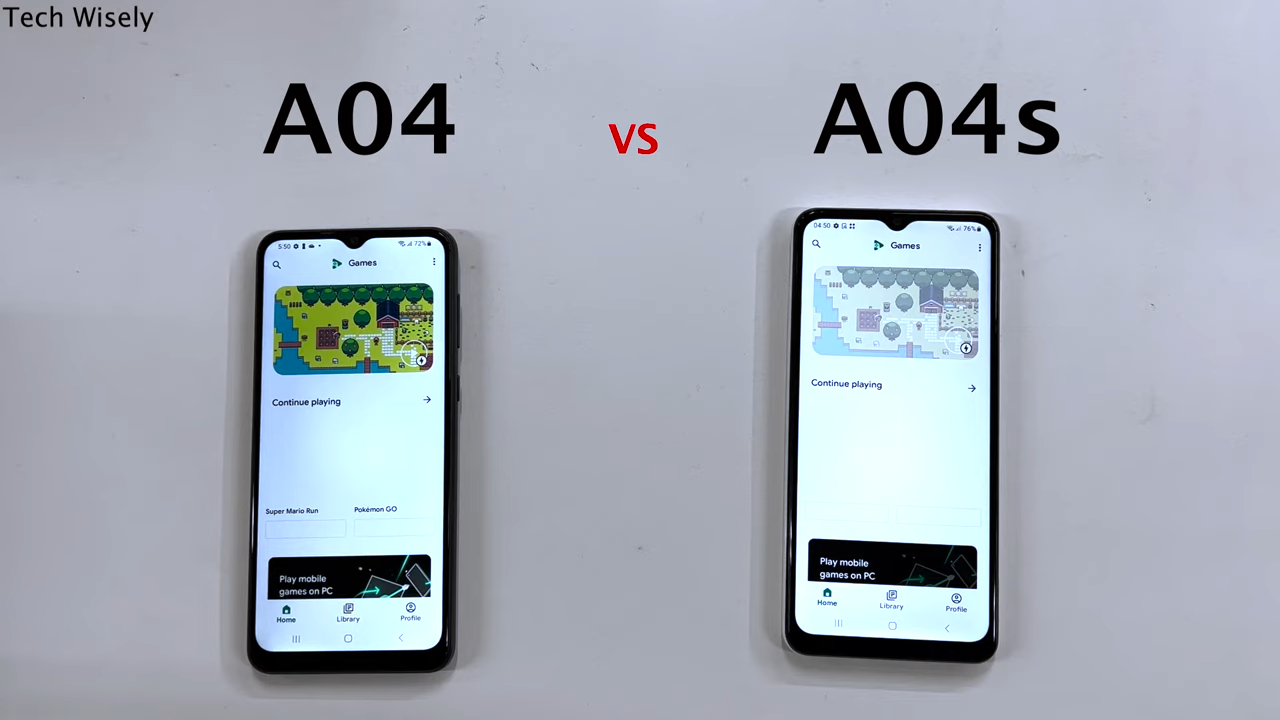 Tech Wisely
A04 vs A04s
5:50 72%
Games
Continue playing
Super Mario Run Pokémon GO
Play mobile
games on PC
Home Library Profile
04:50 76%
Games
Continue playing
Play mobile
games on PC
Home Library Profile